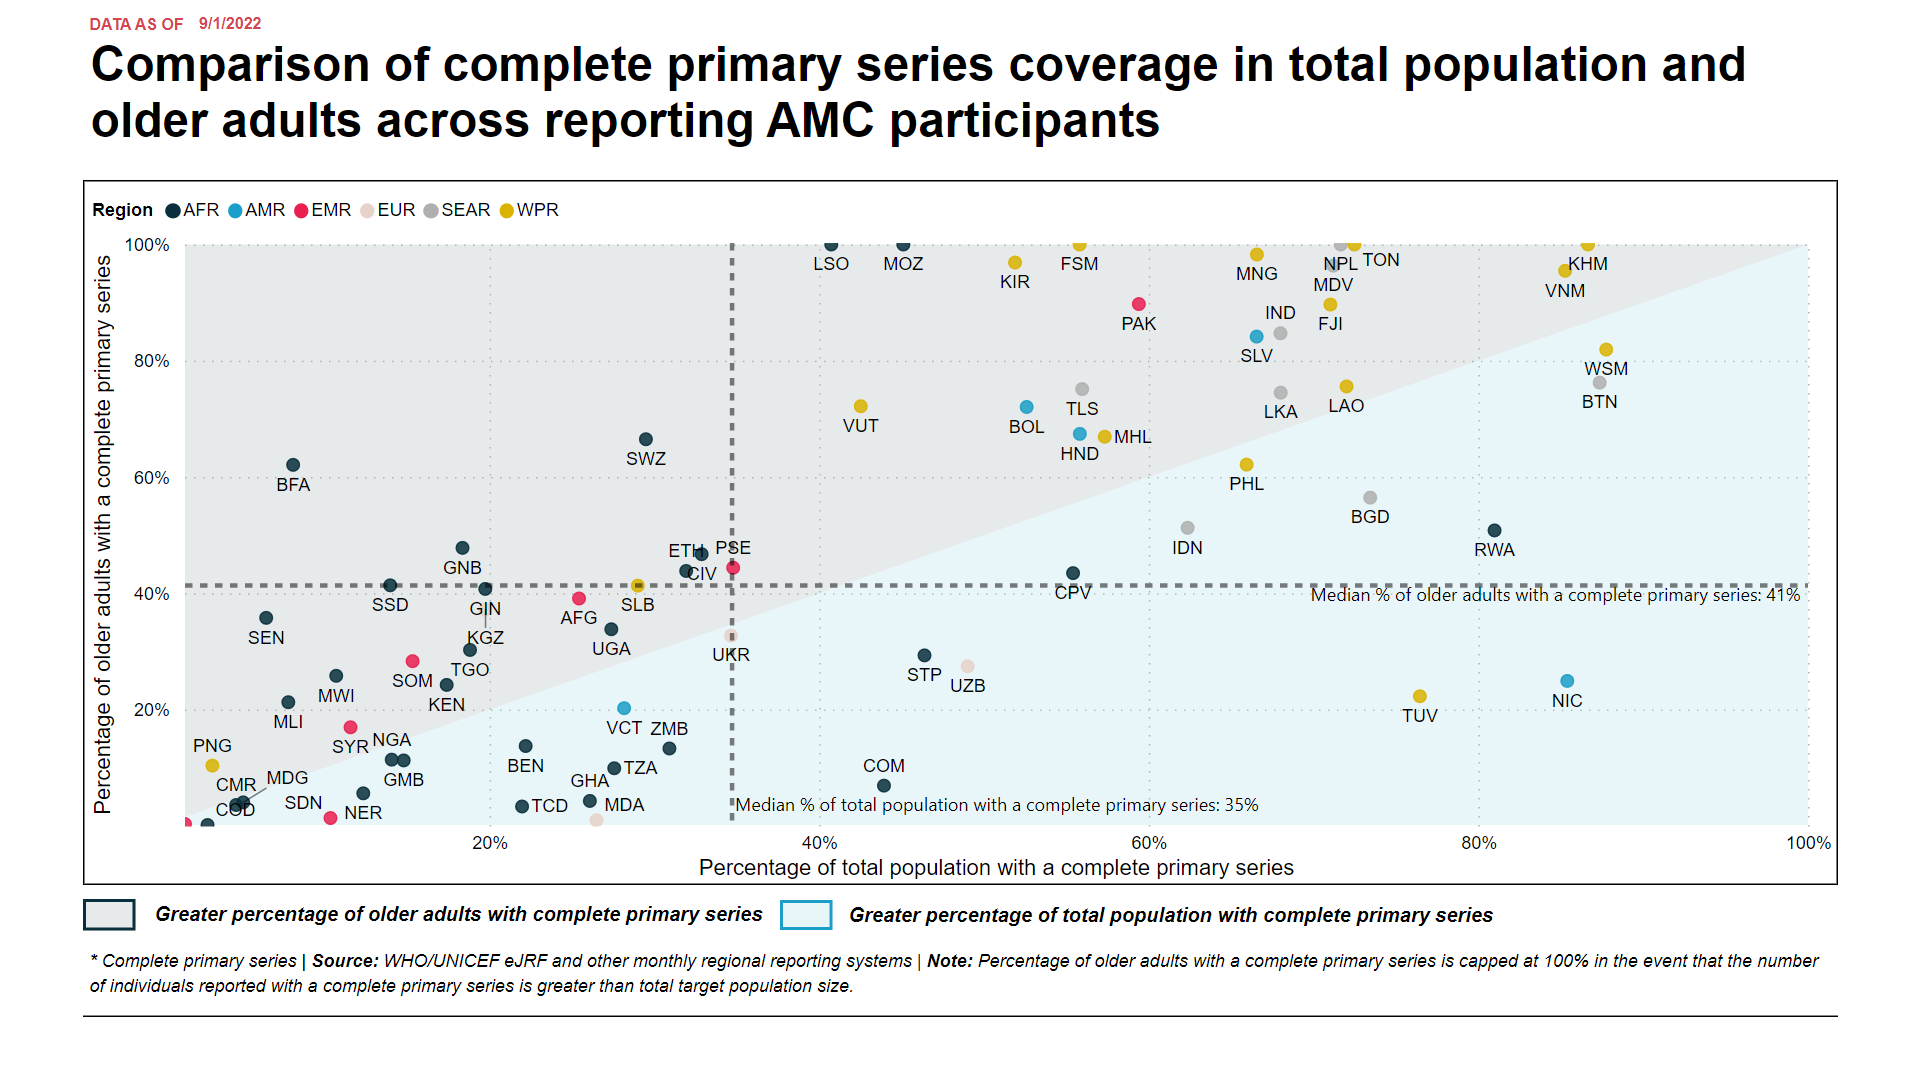 DATA AS OF 9/1/2022
Comparison of complete primary series coverage in total population and
older adults across reporting AMC participants
Region AFR AMR EMR EUR SEAR WPR
Percentage of older adults with a complete primary series
100%
80%
60%
40%
20%
LSO
MOZ
KIR
FSM
MNG
NPL
TON
MDV
KHM
VNM
PAK
IND
FJI
SLV
WSM
BTN
TLS
LKA
LAO
VUT
BOL
HND
MHL
SWZ
BFA
PHL
BGD
IDN
RWA
GNB
ETH
PSE
CIV
SSD
GIN
KGZ
AFG
SLB
CPV
Median % of older adults with a complete primary series: 41%
SEN
UGA
UKR
TGO
SOM
KEN
MWI
MLI
STP
UZB
TUV
NIC
VCT
ZMB
SYR
NGA
GMB
PNG
CMR
MDG
COD
SDN
NER
BEN
TZA
GHA
TCD
MDA
COM
Median % of total population with a complete primary series: 35%
20%
40%
60%
80%
100%
Percentage of total population with a complete primary series
Greater percentage of older adults with complete primary series
Greater percentage of total population with complete primary series
* Complete primary series | Source: WHO/UNICEF eJRF and other monthly regional reporting systems | Note: Percentage of older adults with a complete primary series is capped at 100% in the event that the number
of individuals reported with a complete primary series is greater than total target population size.